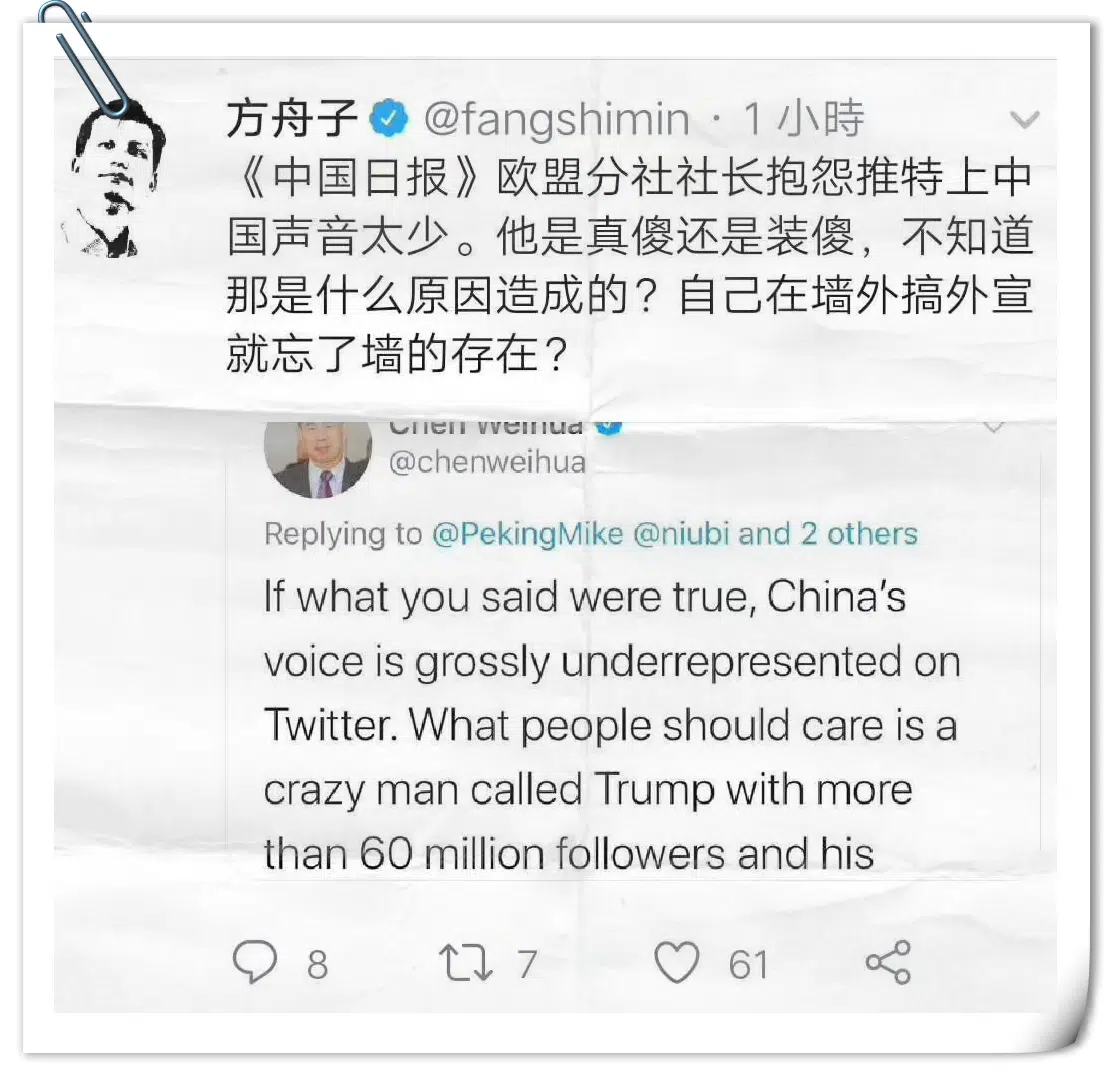 方舟子 @fangshimin · 1 小時
《中国日报》欧盟分社社长抱怨推特上中
国声音太少。他是真傻还是装傻，不知道
那是什么原因造成的？自己在墙外搞外宣
就忘了墙的存在？
Chen Weihua
@chenweihua
Replying to @PekingMike @niubi and 2 others
If what you said were true, China's
voice is grossly underrepresented on
Twitter. What people should care is a
crazy man called Trump with more
than 60 million followers and his
8 7 61